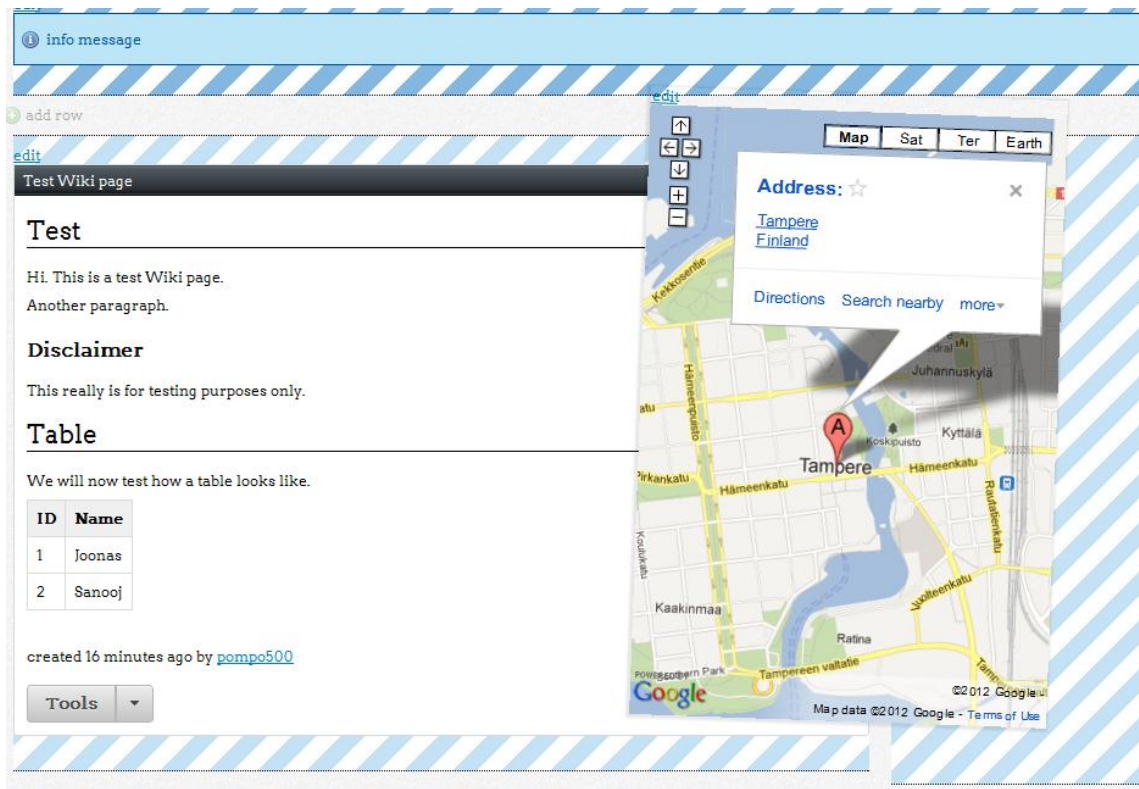 info message
add row
edit
Test Wiki page
Test
Hi. This is a test Wiki page.
Another paragraph.
Disclaimer
This really is for testing purposes only.
Table
We will now test how a table looks like.
ID Name
1 Joonas
2 Sanooj
created 16 minutes ago by pompo500
Tools
edit
Map Sat Ter Earth
Address:
Tampere
Finland
Directions Search nearby more
Kekkosentie
Juhannuskylä
Hämeenpuisto
atu
A
Koskipuisto
Kyttälä
Tampere
Pirkankatu
Hämeenkatu
Hämeenkatu
Rautatienkatu
Koulukatu
Vuolteenkatu
Kaakinmaa
Ratina
Park
Tampereen valtatie
Google
©2012 Google
Map data ©2012 Google - Terms of Use